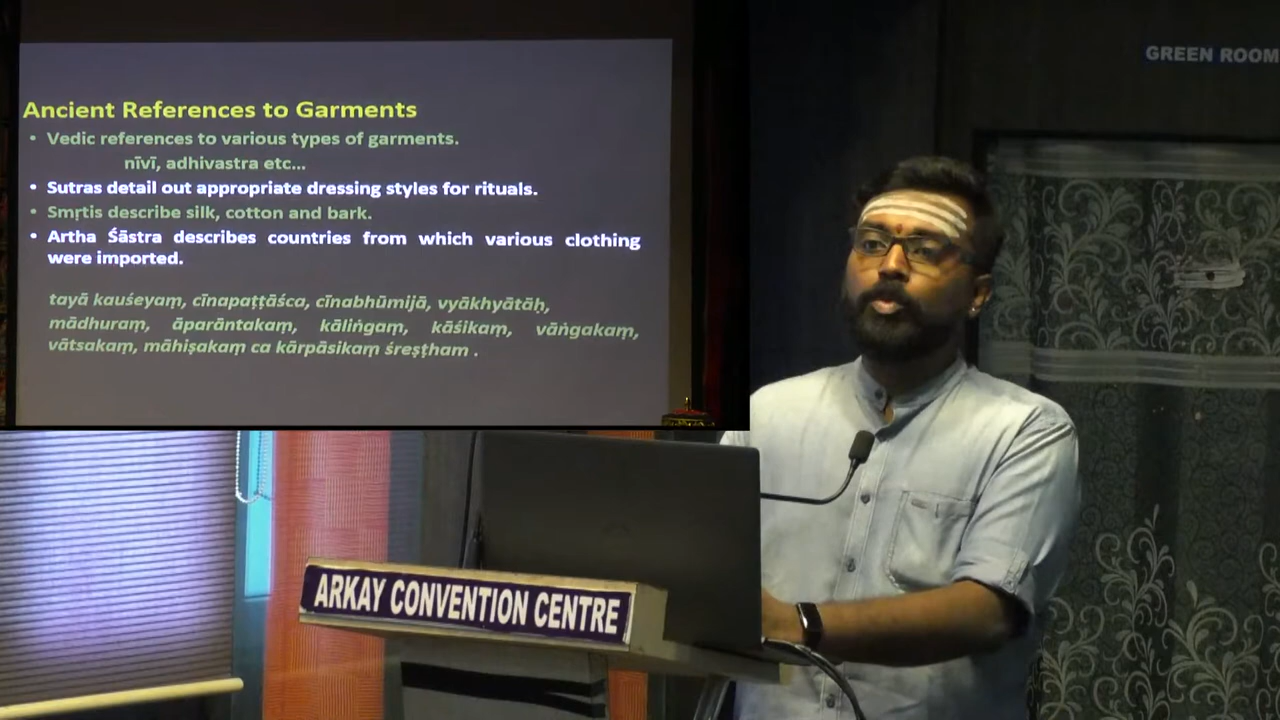 GREEN ROOM
Ancient References to Garments
• Vedic references to various types of garments.
nīvī, adhivastra etc...
• Sutras detail out appropriate dressing styles for rituals.
• Smṛtis describe silk, cotton and bark.
• Artha Śāstra describes countries from which various clothing
were imported.
tayā kauśeyaṃ, cīnapaṭṭāśca, cīnabhūmijā, vyākhyātāḥ,
mādhuraṃ, āparāntakaṃ, kāliṅgaṃ, kāśikaṃ, vāṅgakaṃ,
vātsakaṃ, māhiṣakaṃ ca kārpāsikaṃ śreṣṭham .
ARKAY CONVENTION CENTRE